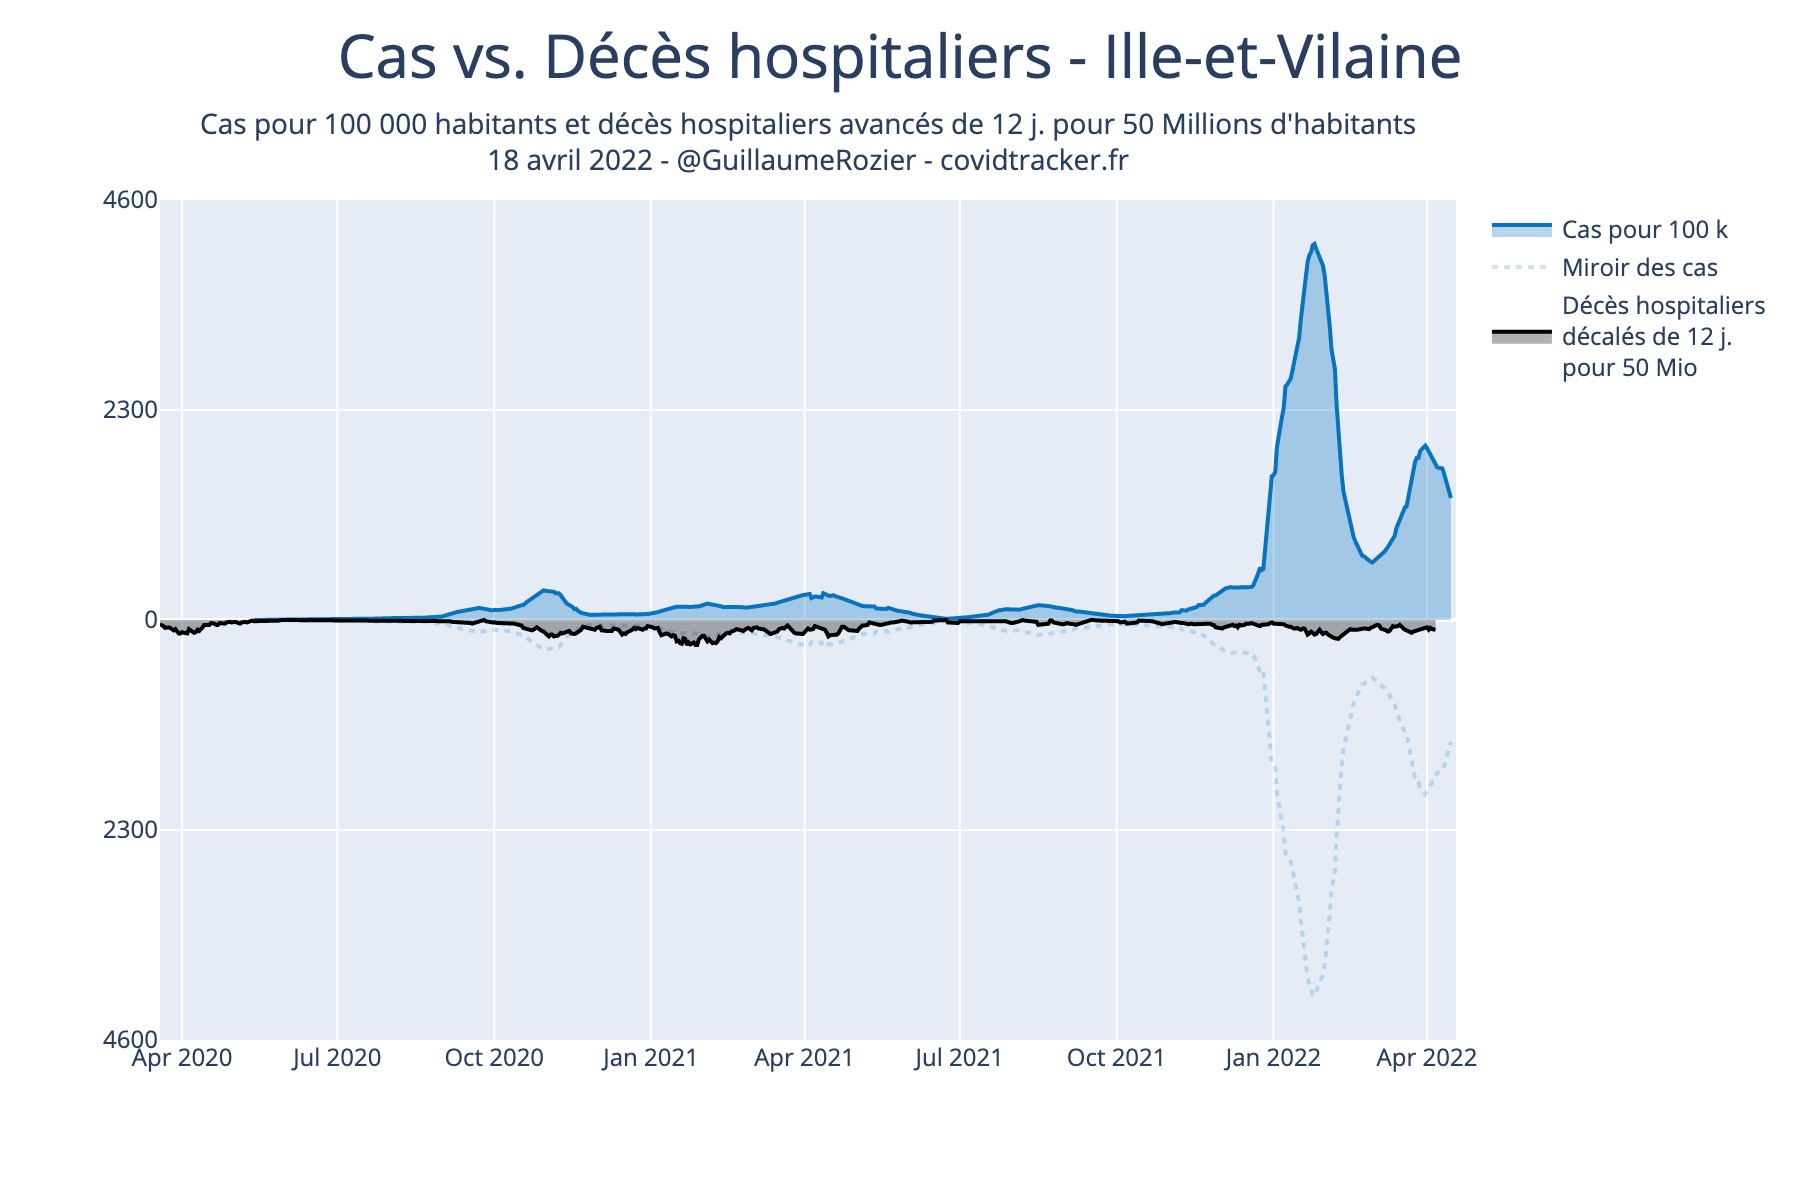 Cas vs. Décès hospitaliers - Ille-et-Vilaine
Cas pour 100 000 habitants et décès hospitaliers avancés de 12 j. pour 50 Millions d'habitants
18 avril 2022 - @GuillaumeRozier - covidtracker.fr
4600
2300
0
2300
4600
Apr 2020
Jul 2020
Oct 2020
Jan 2021
Apr 2021
Jul 2021
Oct 2021
Jan 2022
Apr 2022
Cas pour 100 k
Miroir des cas
Décès hospitaliers
décalés de 12 j.
pour 50 Mio